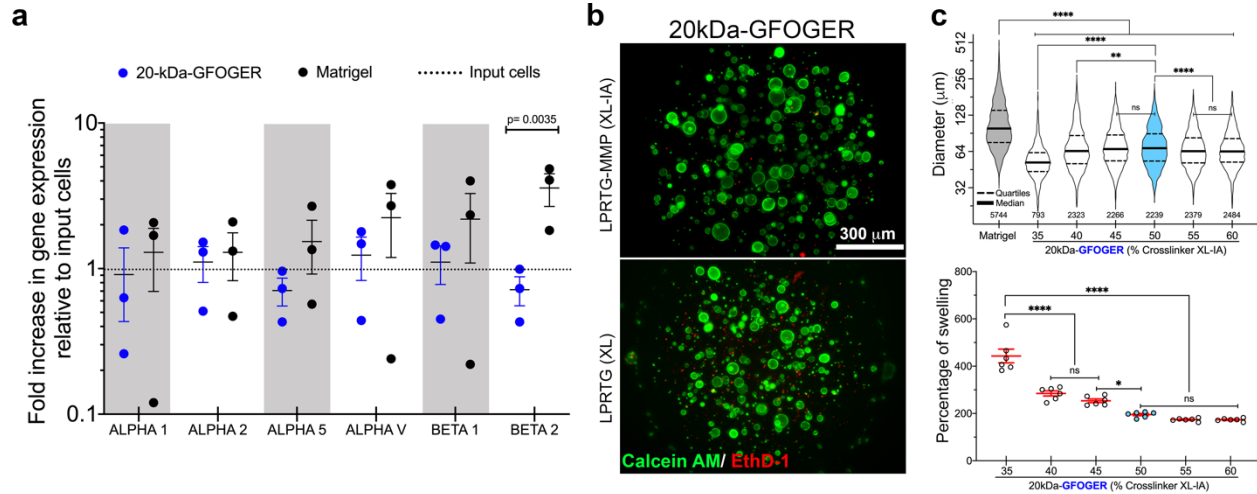 a
20-kDa-GFOGER
Matrigel
Input cells
Fold increase in gene expression
relative to input cells
10
1
0.1
p= 0.0035
ALPHA 1
ALPHA 2
ALPHA 5
ALPHA V
BETA 1
BETA 2
b
20kDa-GFOGER
LPRTG-MMP (XL-IA)
300 μm
LPRTG (XL)
Calcein AM/ EthD-1
c
****
****
**
****
ns
ns
Diameter (μm)
512
256
128
64
32
Quartiles
Median
5744 793 2323 2266 2239 2379 2484
Matrigel 35 40 45 50 55 60
20kDa-GFOGER (% Crosslinker XL-IA)
Percentage of swelling
800
600
400
300
200
0
****
****
ns
*
ns
35 40 45 50 55 60
20kDa-GFOGER (% Crosslinker XL-IA)